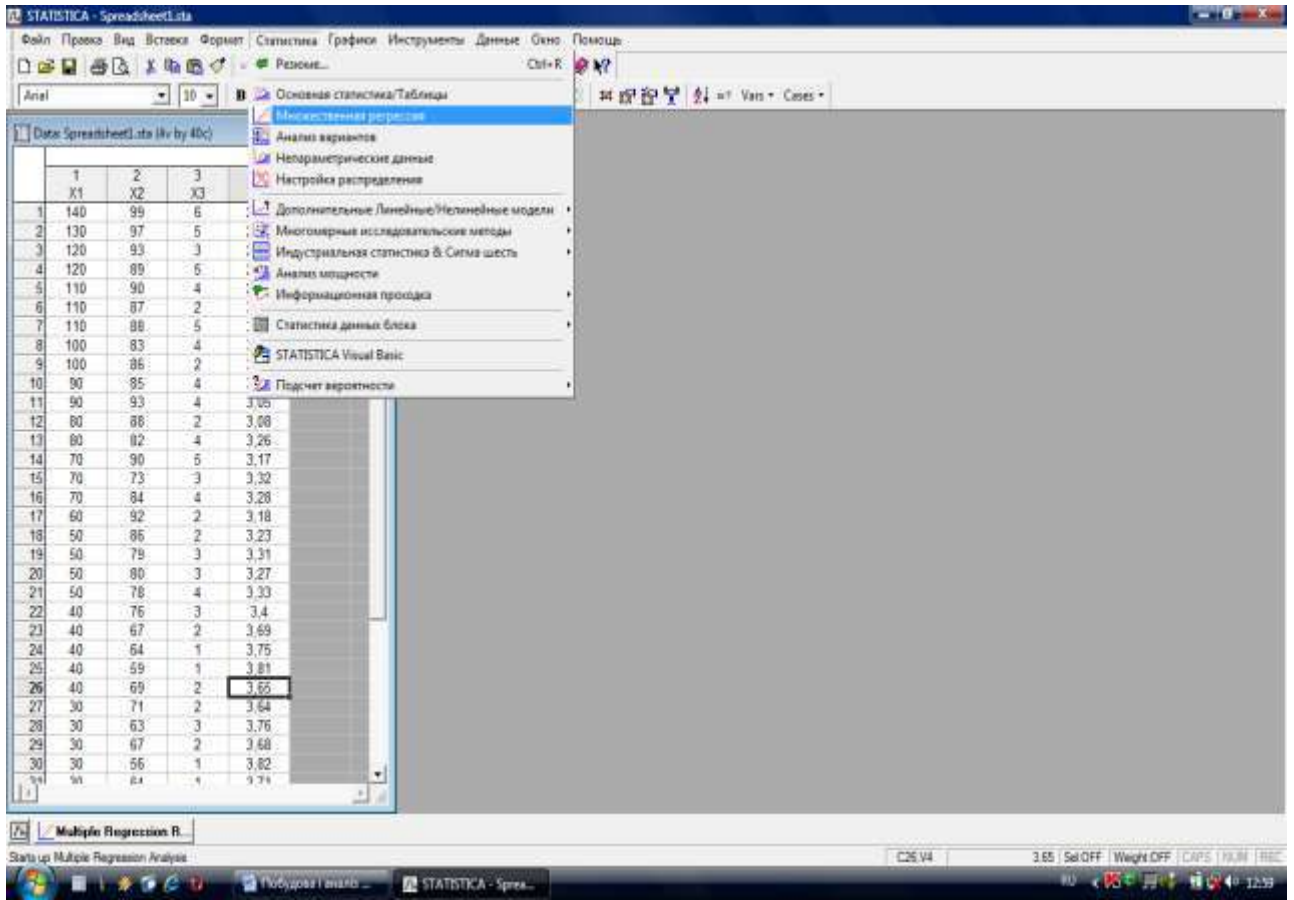 STATISTICA - Spreadsheet1.sta
Файл Правка Вид Вставка Формат Статистика Графики Инструменты Данные Окно Помощь
Резюме... Ctrl+R
Arial 10 B
Vars Cases
Основная статистика/Таблицы
Множественная регрессия
Анализ вариантов
Непараметрические данные
Настройка распределения
Дополнительные Линейные/Нелинейные модели
Многомерные исследовательские методы
Индустриальная статистика & Сигма шесть
Анализ мощности
Информационная проходка
Статистика данных блока
STATISTICA Visual Basic
Подсчет вероятности
Data: Spreadsheet1.sta (4v by 40c)
1 2 3
X1 X2 X3
1 140 99 6
2 130 97 5
3 120 93 3
4 120 89 5
5 110 90 4
6 110 87 2
7 110 88 5
8 100 83 4
9 100 86 2
10 90 85 4
11 90 93 4 3,05
12 80 88 2 3,08
13 80 82 4 3,26
14 70 90 5 3,17
15 70 73 3 3,32
16 70 84 4 3,28
17 60 92 2 3,18
18 50 86 2 3,23
19 50 79 3 3,31
20 50 80 3 3,27
21 50 78 4 3,33
22 40 76 3 3,4
23 40 67 2 3,69
24 40 64 1 3,75
25 40 59 1 3,81
26 40 69 2 3,65
27 30 71 2 3,64
28 30 63 3 3,76
29 30 67 2 3,68
30 30 56 1 3,82
31 30 64 1 3,71
Multiple Regression R...
Starts up Multiple Regression Analysis C26,V4 3,65 Sel:OFF Weight:OFF CAPS NUM REC
Побудова і аналіз ... STATISTICA - Sprea... RU 12:59